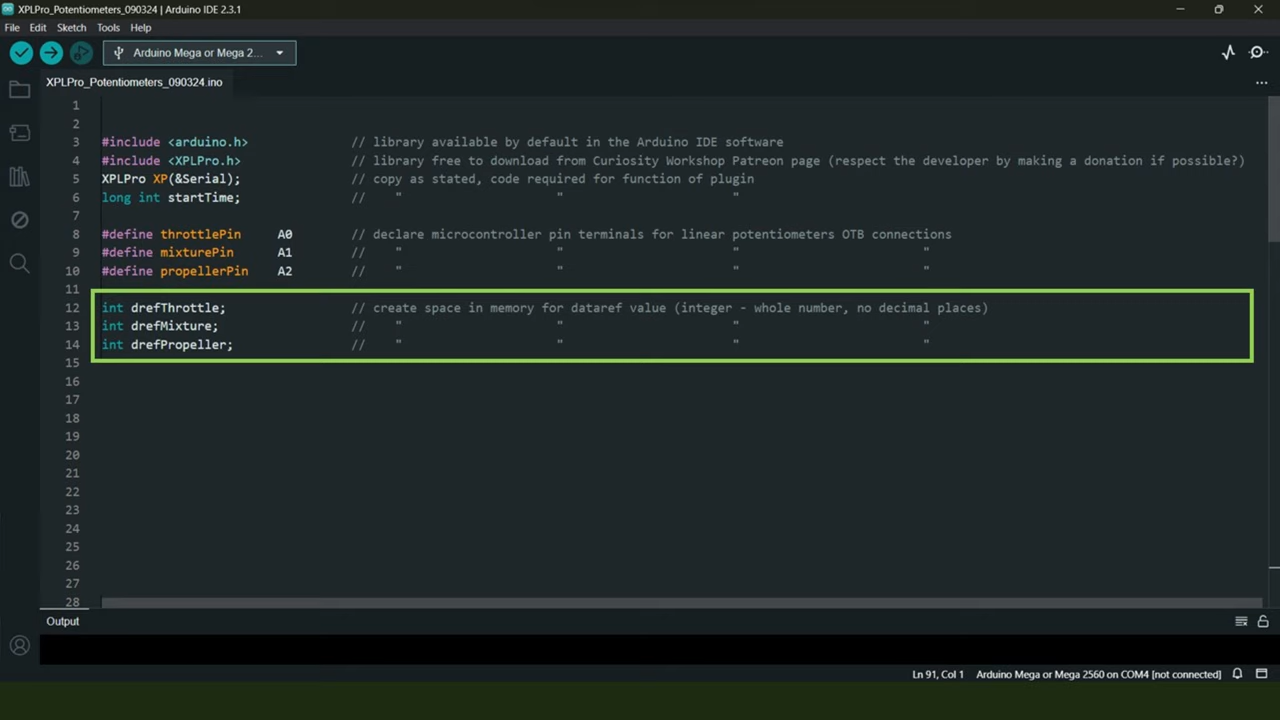 XPLPro_Potentiometers_090324 | Arduino IDE 2.3.1
File Edit Sketch Tools Help
Arduino Mega or Mega 2...
XPLPro_Potentiometers_090324.ino
1
2
3 #include <arduino.h> // library available by default in the Arduino IDE software
4 #include <XPLPro.h> // library free to download from Curiosity Workshop Patreon page (respect the developer by making a donation if possible?)
5 XPLPro XP(&Serial); // copy as stated, code required for function of plugin
6 long int startTime; // " " "
7
8 #define throttlePin A0 // declare microcontroller pin terminals for linear potentiometers OTB connections
9 #define mixturePin A1 // " " " "
10 #define propellerPin A2 // " " " "
11
12 int drefThrottle; // create space in memory for dataref value (integer - whole number, no decimal places)
13 int drefMixture; // " " " "
14 int drefPropeller; // " " " "
15
16
17
18
19
20
21
22
23
24
25
26
27
28
Output
Ln 91, Col 1 Arduino Mega or Mega 2560 on COM4 [not connected]